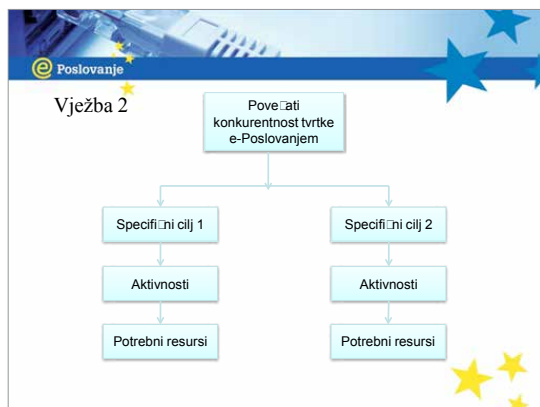 e Poslovanje
Vježba 2
Pove□ati
konkurentnost tvrtke
e-Poslovanjem
Specifi□ni cilj 1
Specifi□ni cilj 2
Aktivnosti
Aktivnosti
Potrebni resursi
Potrebni resursi